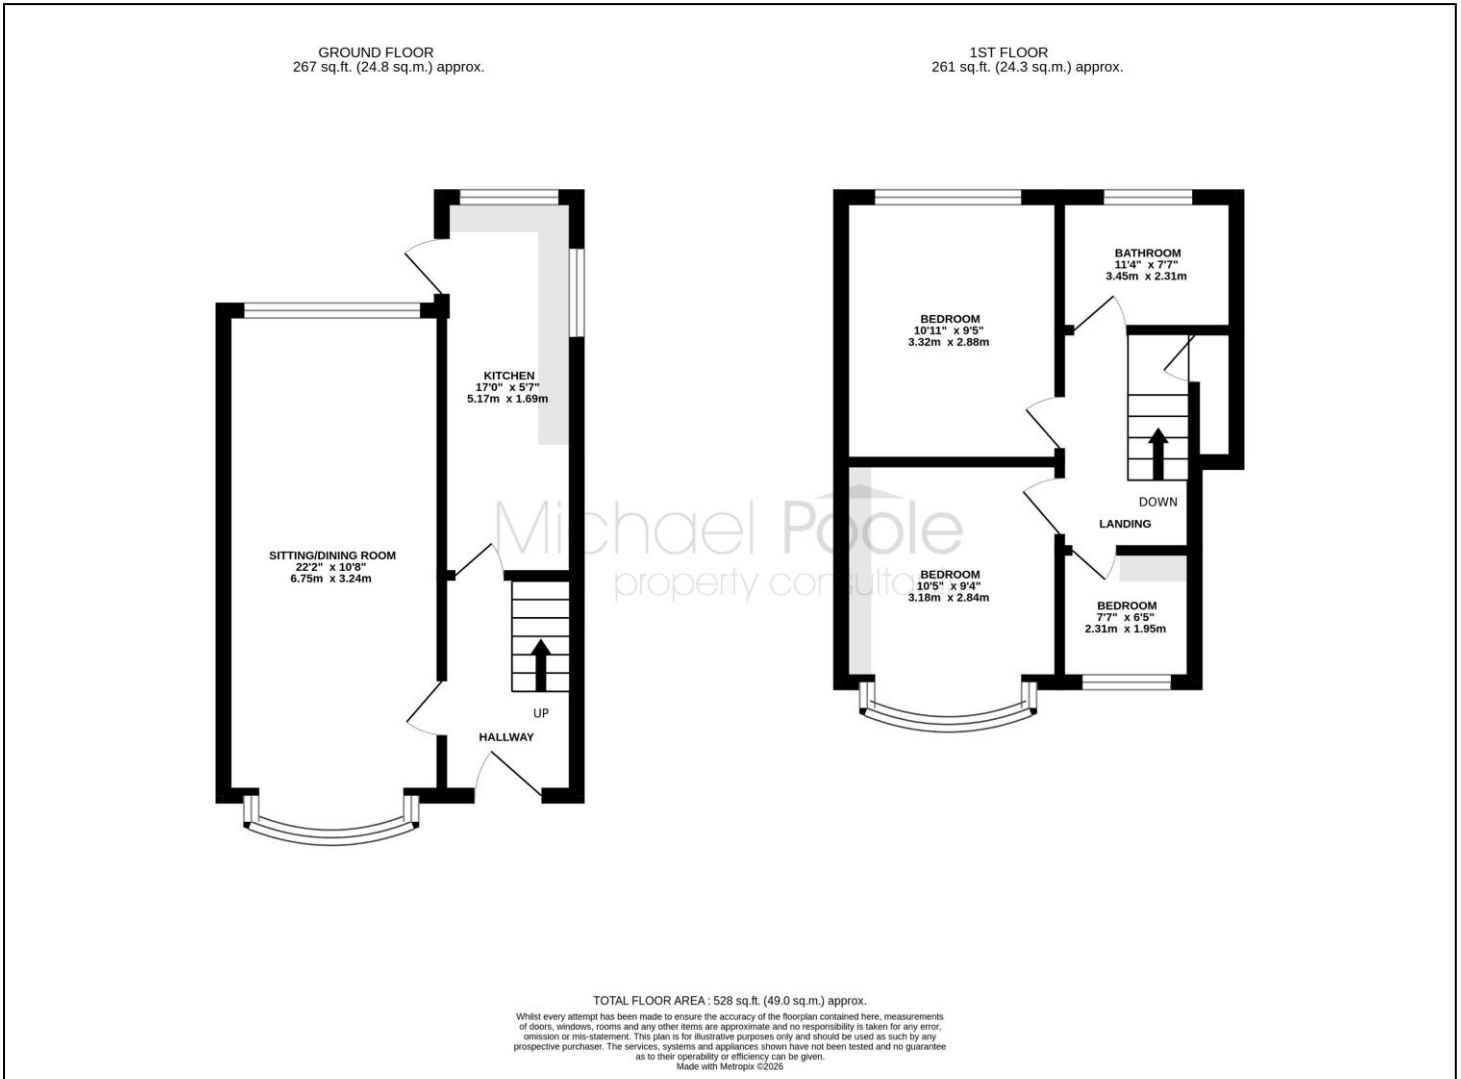 GROUND FLOOR
267 sq.ft. (24.8 sq.m.) approx.
1ST FLOOR
261 sq.ft. (24.3 sq.m.) approx.
KITCHEN
17'0" x 5'7"
5.17m x 1.69m
SITTING/DINING ROOM
22'2" x 10'8"
6.75m x 3.24m
UP
HALLWAY
BATHROOM
11'4" x 7'7"
3.45m x 2.31m
BEDROOM
10'11" x 9'5"
3.32m x 2.88m
DOWN
LANDING
BEDROOM
10'5" x 9'4"
3.18m x 2.84m
BEDROOM
7'7" x 6'5"
2.31m x 1.95m
Michael Poole
property
TOTAL FLOOR AREA : 528 sq.ft. (49.0 sq.m.) approx.
Whilst every attempt has been made to ensure the accuracy of the floorplan contained here, measurements
of doors, windows, rooms and any other items are approximate and no responsibility is taken for any error,
omission or mis-statement. This plan is for illustrative purposes only and should be used as such by any
prospective purchaser. The services, systems and appliances shown have not been tested and no guarantee
as to their operability or efficiency can be given.
Made with Metropix ©2026